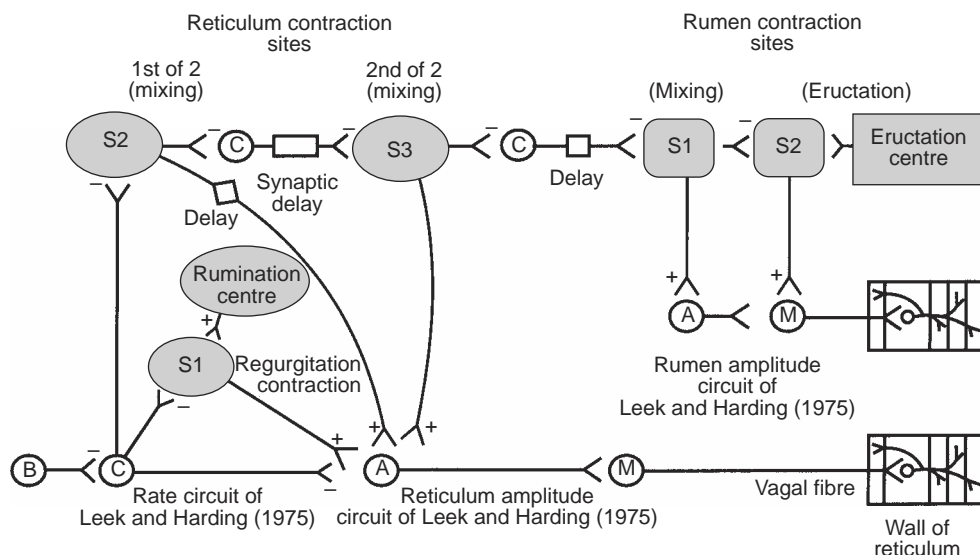 Reticulum contraction
sites
Rumen contraction
sites
1st of 2
(mixing)
2nd of 2
(mixing)
(Mixing)
(Eructation)
S2
–
C
–
S3
–
C
–
S1
–
S2
Eructation
centre
Synaptic
delay
Delay
Delay
–
Rumination
centre
+
S1
–
Regurgitation
contraction
+
A
+
M
Rumen amplitude
circuit of
Leek and Harding (1975)
B
–
C
+
–
+
A
+
M
Rate circuit of
Leek and Harding (1975)
Reticulum amplitude
circuit of Leek and Harding (1975)
Vagal fibre
Wall of
reticulum